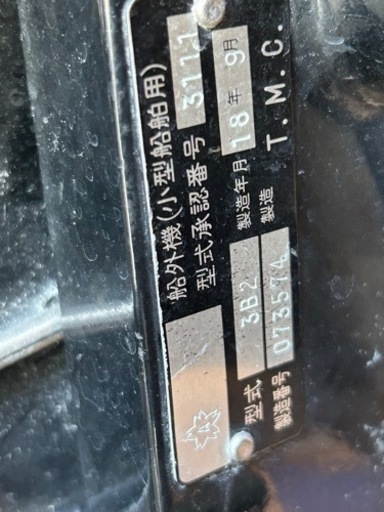 船外機(小型船舶用)
型式承認番号 3111
型式 3B2 製造年月 18年9月
製造番号 073574 製造 T.M.C.